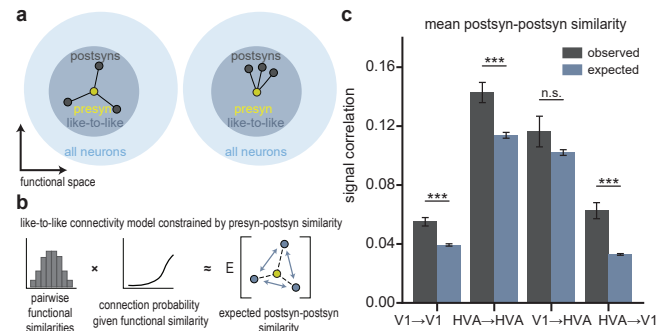 a
postsyns
presyn
like-to-like
all neurons
postsyns
presyn
like-to-like
all neurons
functional space
b
like-to-like connectivity model constrained by presyn-postsyn similarity
× ≈ E
pairwise
functional
similarities
connection probability
given functional similarity
expected postsyn-postsyn
similarity
c
mean postsyn-postsyn similarity
observed
expected
signal correlation
0.16
0.12
0.08
0.04
0.00
***
***
n.s.
***
V1→V1 HVA→HVA V1→HVA HVA→V1